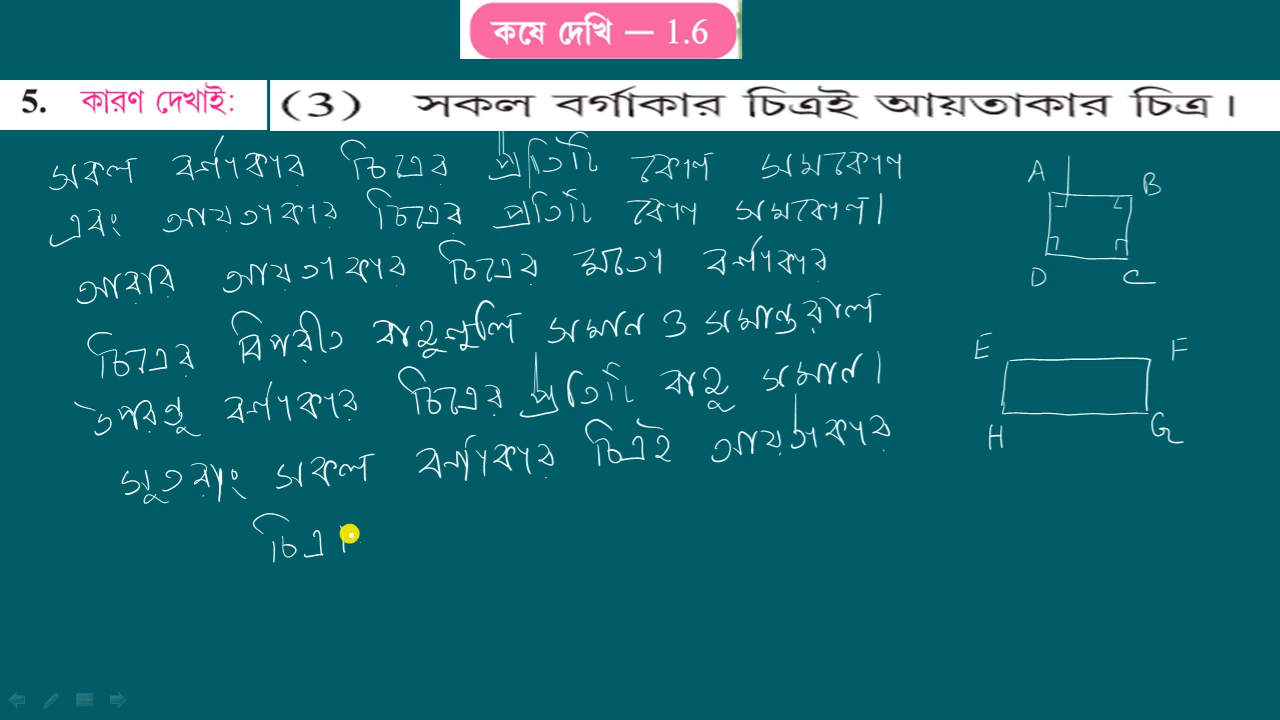 কষে দেখি — 1.6
5. কারণ দেখাই: (3) সকল বর্গাকার চিত্রই আয়তাকার চিত্র।
সকল বর্গাকার চিত্রের প্রতিটি কোণ সমকোণ
এবং আয়তাকার চিত্রের প্রতিটি কোণ সমকোণ।
আবার আয়তাকার চিত্রের মতো বর্গাকার
চিত্রের বিপরীত বাহুগুলি সমান ও সমান্তরাল
উপরন্তু বর্গাকার চিত্রের প্রতিটি বাহু সমান।
সুতরাং সকল বর্গাকার চিত্রই আয়তাকার
চিত্র।
A B
D C
E F
H G